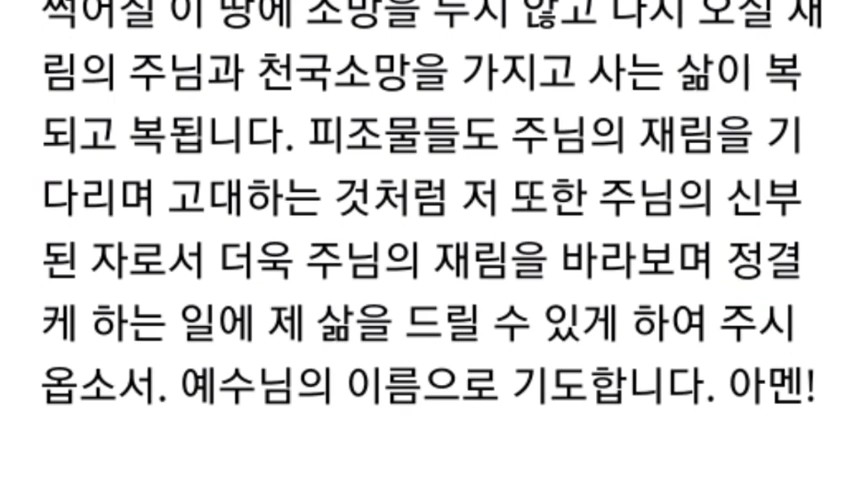 썩어질 이 땅에 소망을 두지 않고 다시 오실 재
림의 주님과 천국소망을 가지고 사는 삶이 복
되고 복됩니다. 피조물들도 주님의 재림을 기
다리며 고대하는 것처럼 저 또한 주님의 신부
된 자로서 더욱 주님의 재림을 바라보며 정결
케 하는 일에 제 삶을 드릴 수 있게 하여 주시
옵소서. 예수님의 이름으로 기도합니다. 아멘!